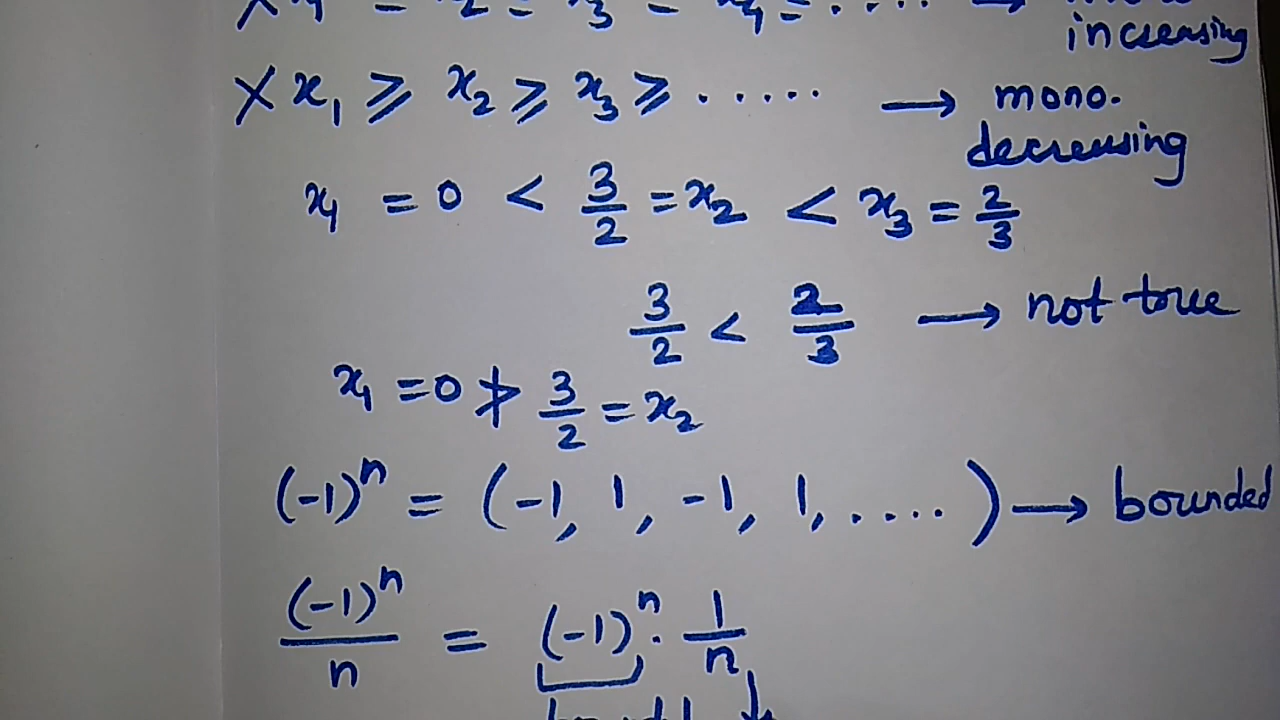 increasing
× x₁ ≥ x₂ ≥ x₃ ≥ ...... → mono.
decreasing
x₁ = 0 < 3/2 = x₂ < x₃ = 2/3
3/2 < 2/3 → not true
x₁ = 0 ≯ 3/2 = x₂
(-1)ⁿ = (-1, 1, -1, 1, ....) → bounded
(-1)ⁿ/n = (-1)ⁿ · 1/n